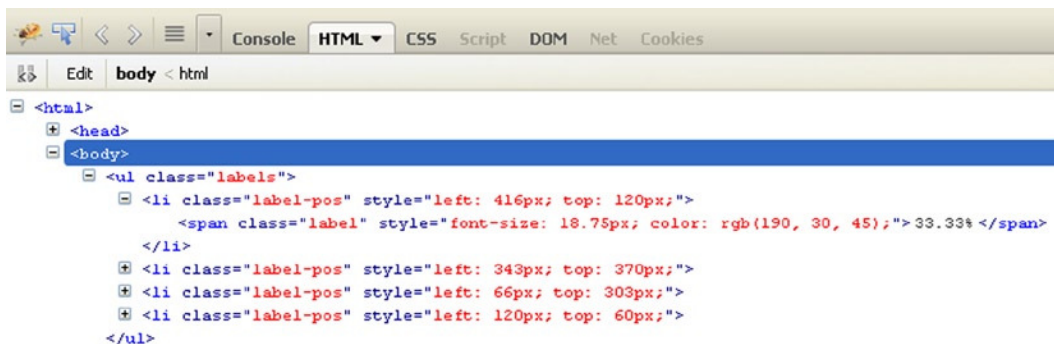 Console HTML CSS Script DOM Net Cookies
Edit body < html
<html>
<head>
<body>
<ul class="labels">
<li class="label-pos" style="left: 416px; top: 120px;">
<span class="label" style="font-size: 18.75px; color: rgb(190, 30, 45);">33.33% </span>
</li>
<li class="label-pos" style="left: 343px; top: 370px;">
<li class="label-pos" style="left: 66px; top: 303px;">
<li class="label-pos" style="left: 120px; top: 60px;">
</ul>